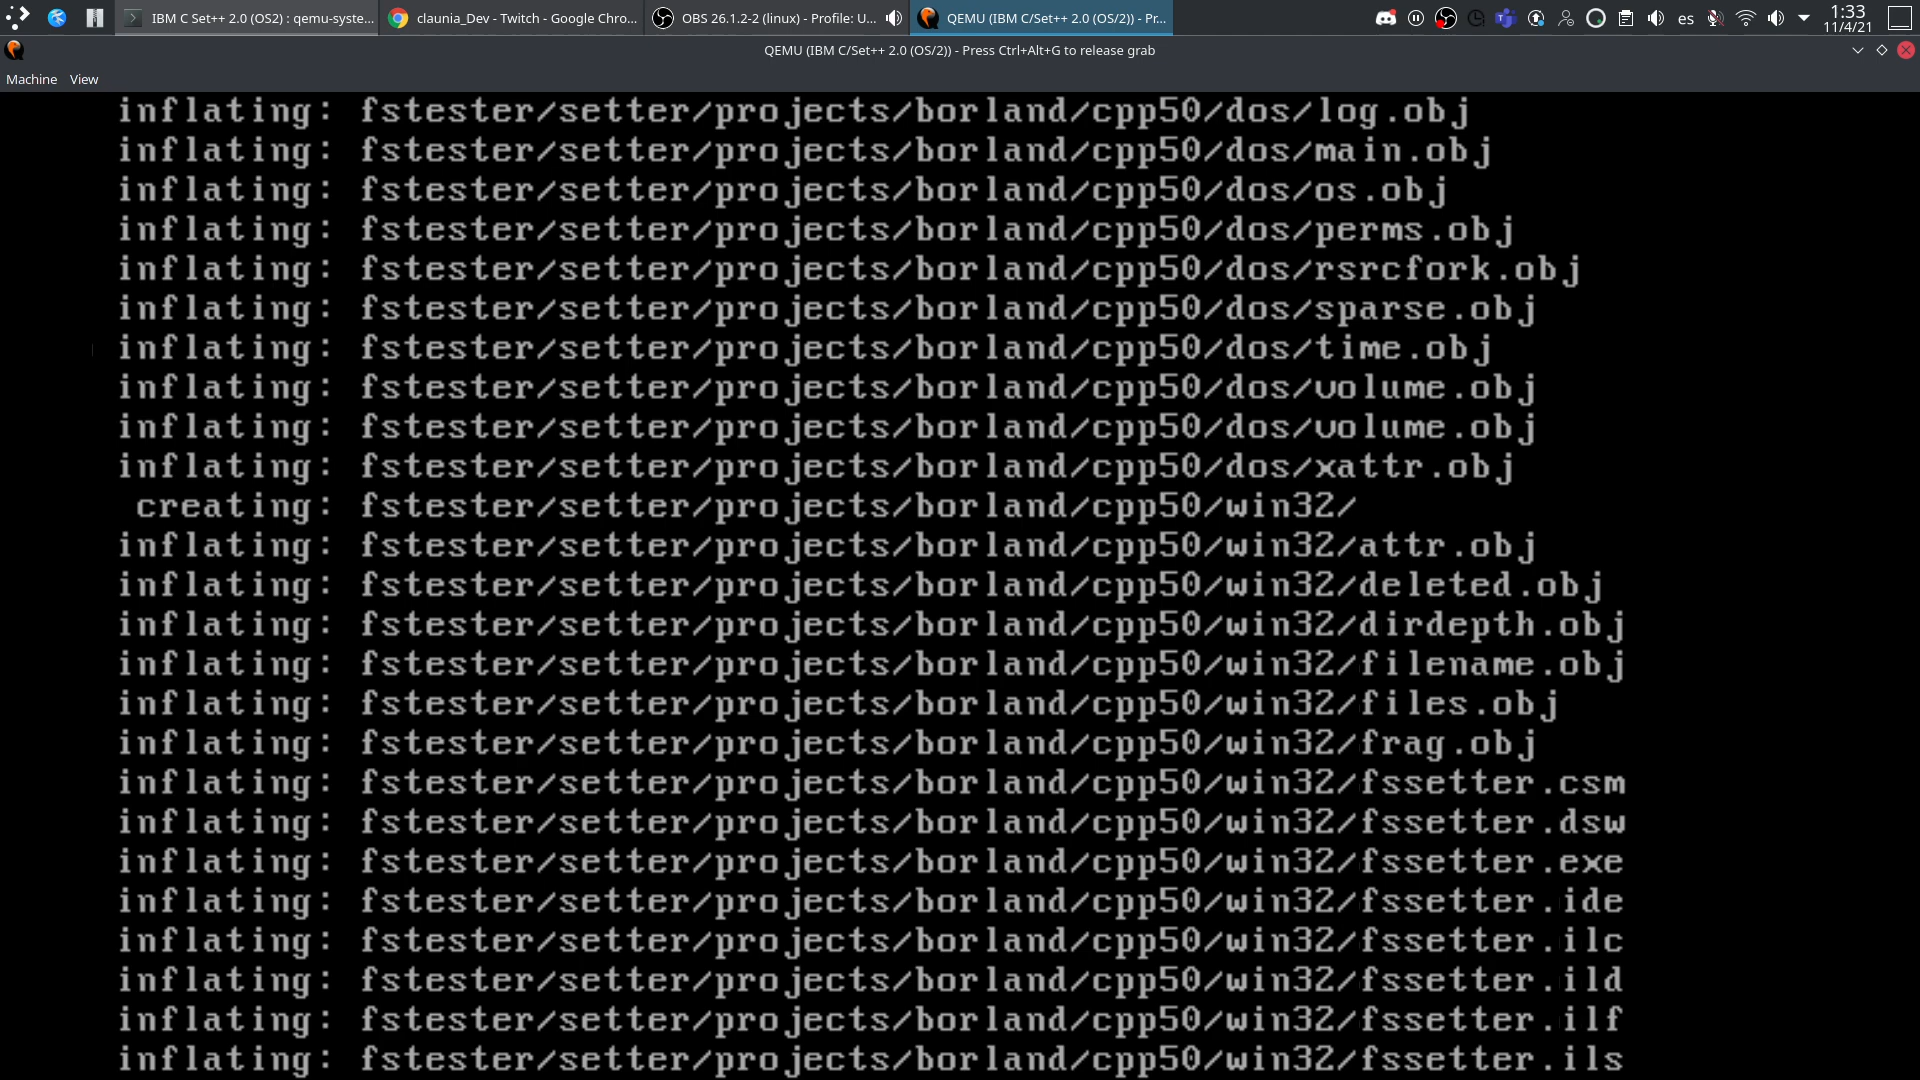 IBM C Set++ 2.0 (OS2) : qemu-syste...
claunia_Dev - Twitch - Google Chro...
OBS 26.1.2-2 (linux) - Profile: U...
QEMU (IBM C/Set++ 2.0 (OS/2)) - Pr...
es
1:33
11/4/21
QEMU (IBM C/Set++ 2.0 (OS/2)) - Press Ctrl+Alt+G to release grab
Machine View
inflating: fstester/setter/projects/borland/cpp50/dos/log.obj
inflating: fstester/setter/projects/borland/cpp50/dos/main.obj
inflating: fstester/setter/projects/borland/cpp50/dos/os.obj
inflating: fstester/setter/projects/borland/cpp50/dos/perms.obj
inflating: fstester/setter/projects/borland/cpp50/dos/rsrcfork.obj
inflating: fstester/setter/projects/borland/cpp50/dos/sparse.obj
inflating: fstester/setter/projects/borland/cpp50/dos/time.obj
inflating: fstester/setter/projects/borland/cpp50/dos/volume.obj
inflating: fstester/setter/projects/borland/cpp50/dos/volume.obj
inflating: fstester/setter/projects/borland/cpp50/dos/xattr.obj
creating: fstester/setter/projects/borland/cpp50/win32/
inflating: fstester/setter/projects/borland/cpp50/win32/attr.obj
inflating: fstester/setter/projects/borland/cpp50/win32/deleted.obj
inflating: fstester/setter/projects/borland/cpp50/win32/dirdepth.obj
inflating: fstester/setter/projects/borland/cpp50/win32/filename.obj
inflating: fstester/setter/projects/borland/cpp50/win32/files.obj
inflating: fstester/setter/projects/borland/cpp50/win32/frag.obj
inflating: fstester/setter/projects/borland/cpp50/win32/fssetter.csm
inflating: fstester/setter/projects/borland/cpp50/win32/fssetter.dsw
inflating: fstester/setter/projects/borland/cpp50/win32/fssetter.exe
inflating: fstester/setter/projects/borland/cpp50/win32/fssetter.ide
inflating: fstester/setter/projects/borland/cpp50/win32/fssetter.ilc
inflating: fstester/setter/projects/borland/cpp50/win32/fssetter.ild
inflating: fstester/setter/projects/borland/cpp50/win32/fssetter.ilf
inflating: fstester/setter/projects/borland/cpp50/win32/fssetter.ils